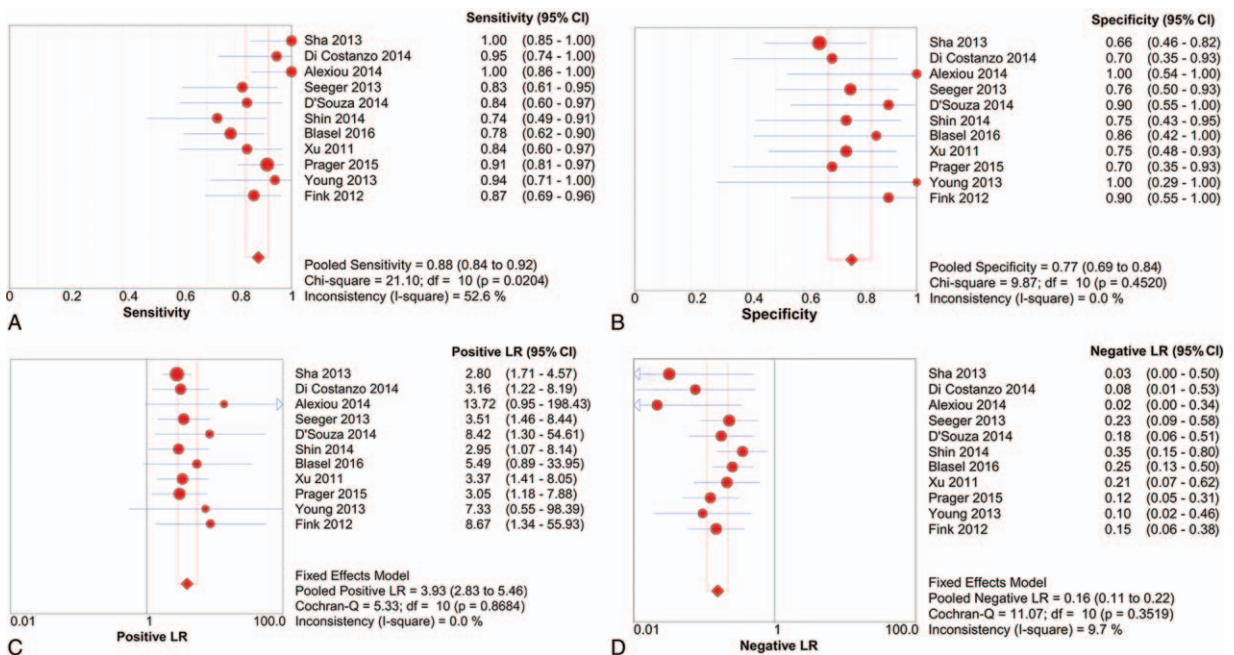 Sensitivity (95% CI)
Sha 2013 1.00 (0.85 - 1.00)
Di Costanzo 2014 0.95 (0.74 - 1.00)
Alexiou 2014 1.00 (0.86 - 1.00)
Seeger 2013 0.83 (0.61 - 0.95)
D'Souza 2014 0.84 (0.60 - 0.97)
Shin 2014 0.74 (0.49 - 0.91)
Blasel 2016 0.78 (0.62 - 0.90)
Xu 2011 0.84 (0.60 - 0.97)
Prager 2015 0.91 (0.81 - 0.97)
Young 2013 0.94 (0.71 - 1.00)
Fink 2012 0.87 (0.69 - 0.96)
Pooled Sensitivity = 0.88 (0.84 to 0.92)
Chi-square = 21.10; df = 10 (p = 0.0204)
Inconsistency (I-square) = 52.6 %
0 0.2 0.4 0.6 0.8 1
Sensitivity
A
Specificity (95% CI)
Sha 2013 0.66 (0.46 - 0.82)
Di Costanzo 2014 0.70 (0.35 - 0.93)
Alexiou 2014 1.00 (0.54 - 1.00)
Seeger 2013 0.76 (0.50 - 0.93)
D'Souza 2014 0.90 (0.55 - 1.00)
Shin 2014 0.75 (0.43 - 0.95)
Blasel 2016 0.86 (0.42 - 1.00)
Xu 2011 0.75 (0.48 - 0.93)
Prager 2015 0.70 (0.35 - 0.93)
Young 2013 1.00 (0.29 - 1.00)
Fink 2012 0.90 (0.55 - 1.00)
Pooled Specificity = 0.77 (0.69 to 0.84)
Chi-square = 9.87; df = 10 (p = 0.4520)
Inconsistency (I-square) = 0.0 %
0 0.2 0.4 0.6 0.8 1
Specificity
B
Positive LR (95% CI)
Sha 2013 2.80 (1.71 - 4.57)
Di Costanzo 2014 3.16 (1.22 - 8.19)
Alexiou 2014 13.72 (0.95 - 198.43)
Seeger 2013 3.51 (1.46 - 8.44)
D'Souza 2014 8.42 (1.30 - 54.61)
Shin 2014 2.95 (1.07 - 8.14)
Blasel 2016 5.49 (0.89 - 33.95)
Xu 2011 3.37 (1.41 - 8.05)
Prager 2015 3.05 (1.18 - 7.88)
Young 2013 7.33 (0.55 - 98.39)
Fink 2012 8.67 (1.34 - 55.93)
Fixed Effects Model
Pooled Positive LR = 3.93 (2.83 to 5.46)
Cochran-Q = 5.33; df = 10 (p = 0.8684)
Inconsistency (I-square) = 0.0 %
0.01 1 100.0
Positive LR
C
Negative LR (95% CI)
Sha 2013 0.03 (0.00 - 0.50)
Di Costanzo 2014 0.08 (0.01 - 0.53)
Alexiou 2014 0.02 (0.00 - 0.34)
Seeger 2013 0.23 (0.09 - 0.58)
D'Souza 2014 0.18 (0.06 - 0.51)
Shin 2014 0.35 (0.15 - 0.80)
Blasel 2016 0.25 (0.13 - 0.50)
Xu 2011 0.21 (0.07 - 0.62)
Prager 2015 0.12 (0.05 - 0.31)
Young 2013 0.10 (0.02 - 0.46)
Fink 2012 0.15 (0.06 - 0.38)
Fixed Effects Model
Pooled Negative LR = 0.16 (0.11 to 0.22)
Cochran-Q = 11.07; df = 10 (p = 0.3519)
Inconsistency (I-square) = 9.7 %
0.01 1 100.0
Negative LR
D